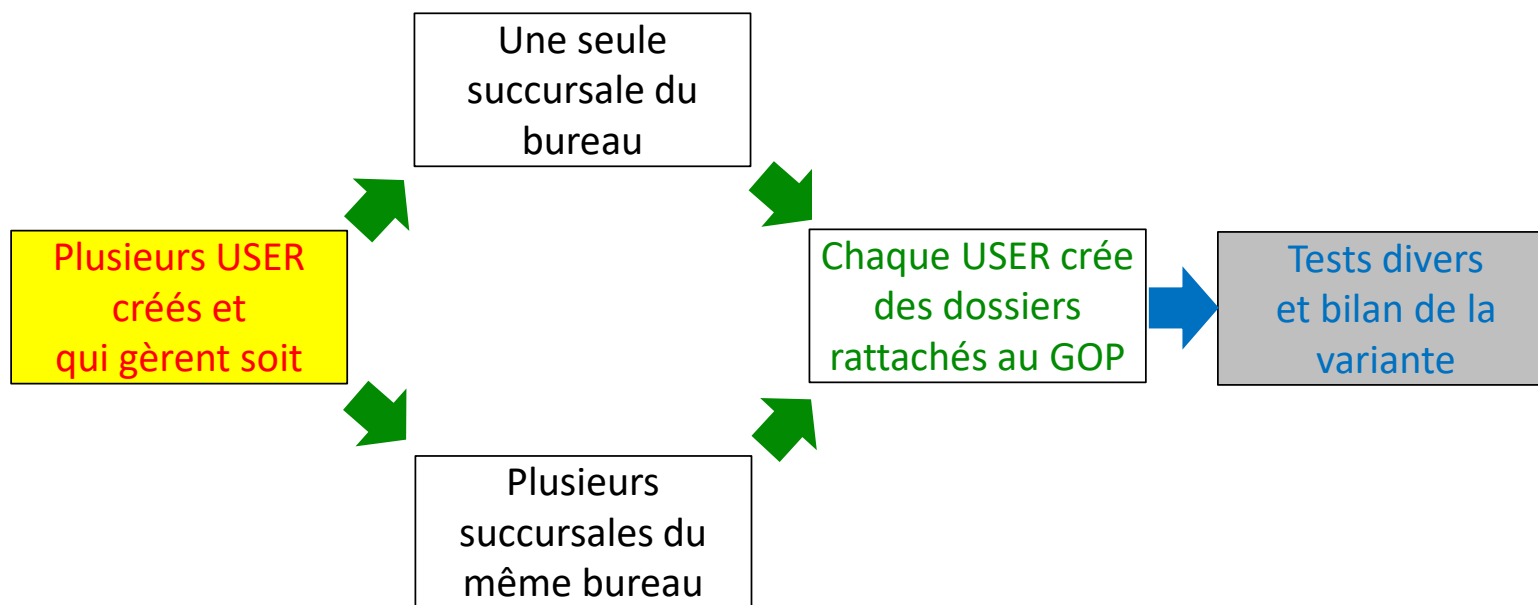 Une seule
succursale du
bureau
Plusieurs USER
créés et
qui gèrent soit
Chaque USER crée
des dossiers
rattachés au GOP
Tests divers
et bilan de la
variante
Plusieurs
succursales du
même bureau